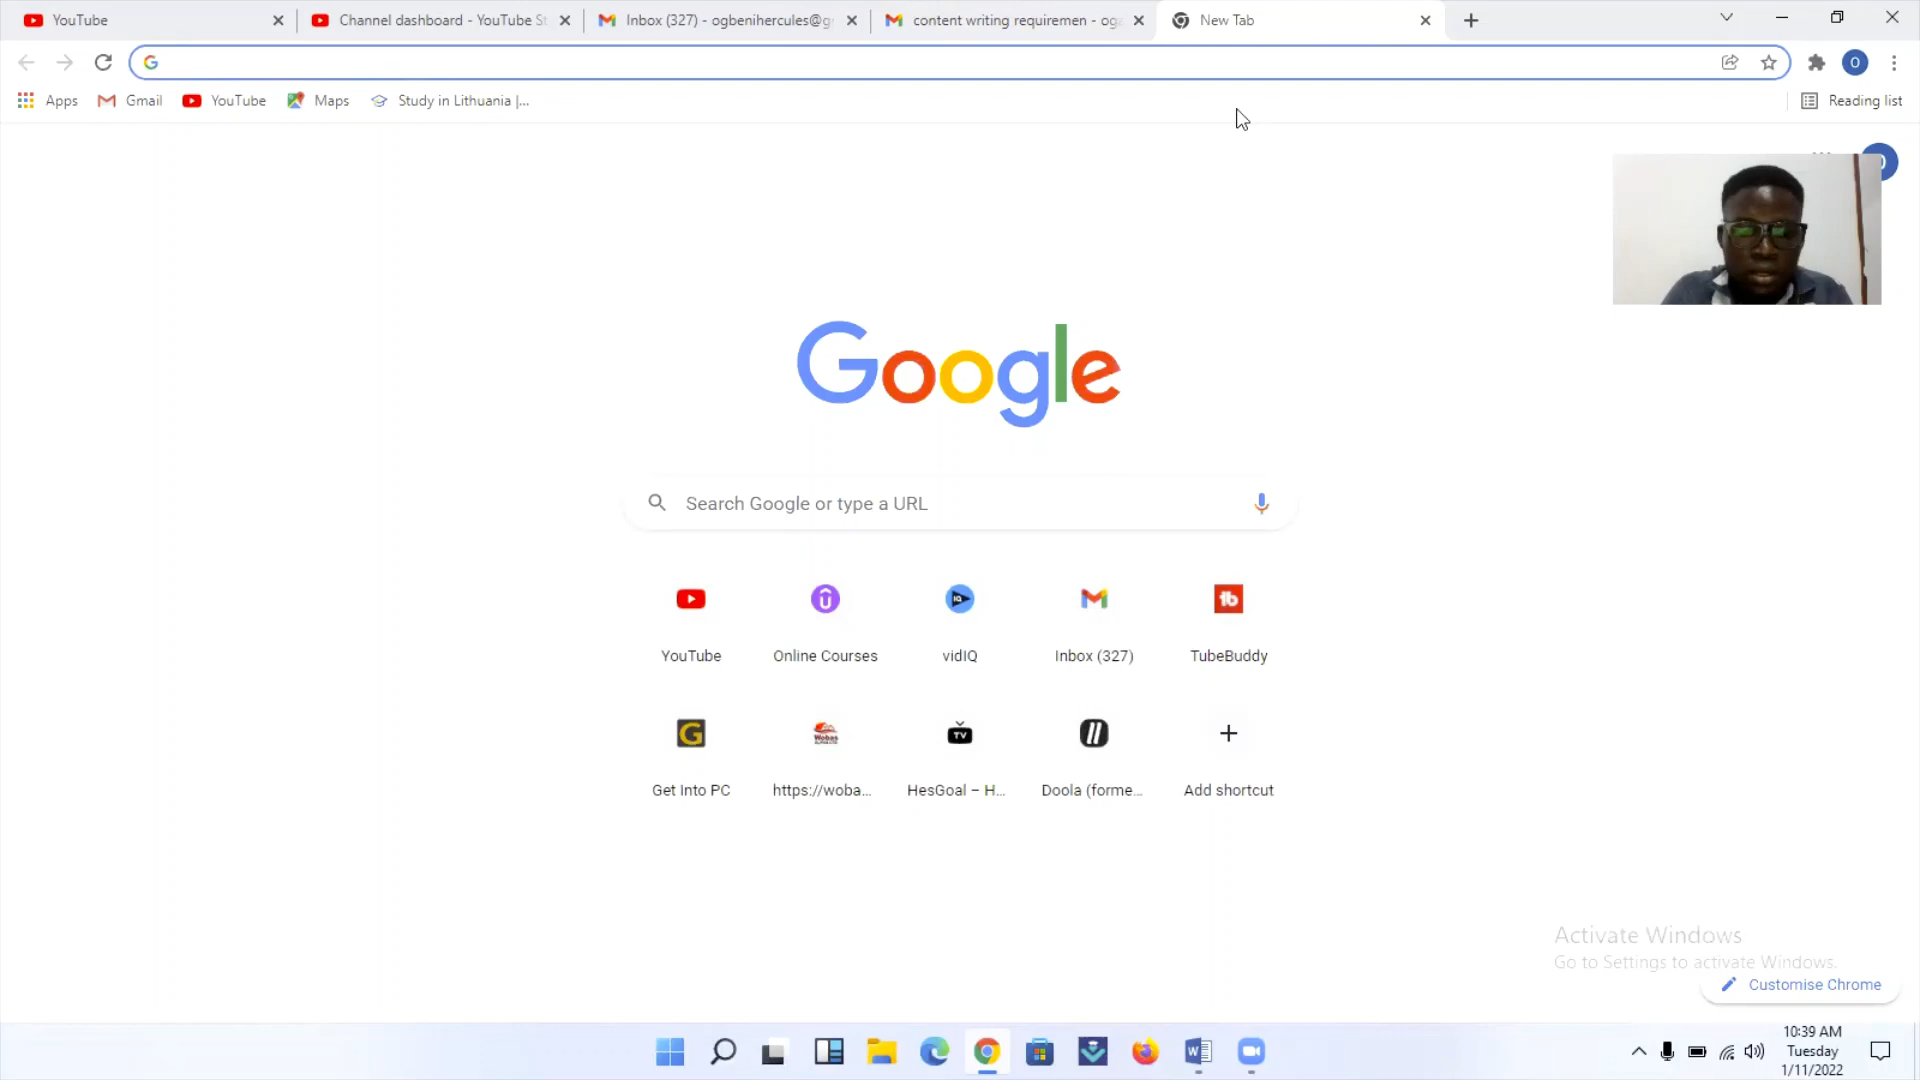 YouTube
Channel dashboard - YouTube St
Inbox (327) - ogbenihercules@g
content writing requiremen - oga
New Tab
Apps
Gmail
YouTube
Maps
Study in Lithuania |...
Reading list
Google
Search Google or type a URL
YouTube
Online Courses
vidIQ
Inbox (327)
TubeBuddy
Get Into PC
https://woba...
HesGoal – H...
Doola (forme...
Add shortcut
Activate Windows
Go to Settings to activate Windows.
Customise Chrome
10:39 AM
Tuesday
1/11/2022